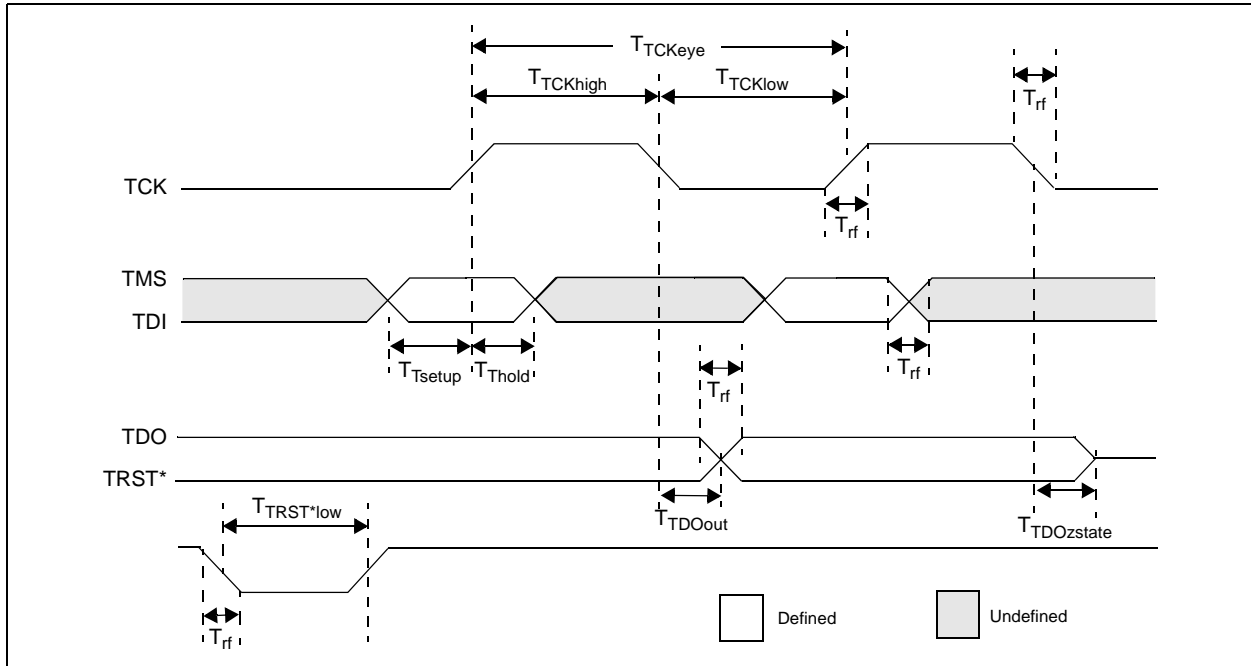 TTCKeye
TTCKhigh
TTCKlow
Trf
TCK
Trf
TMS
TDI
TTsetup
TThold
Trf
Trf
TDO
TRST*
TTRST*low
TTDOout
TTDOzstate
Trf
Defined
Undefined